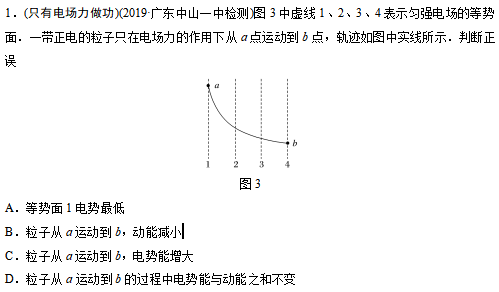 1．(只有电场力做功)(2019·广东中山一中检测)图 3 中虚线 1、2、3、4 表示匀强电场的等势
面．一带正电的粒子只在电场力的作用下从 a 点运动到 b 点，轨迹如图中实线所示．判断正
误
a
b
1 2 3 4
图 3
A．等势面 1 电势最低
B．粒子从 a 运动到 b，动能减小
C．粒子从 a 运动到 b，电势能增大
D．粒子从 a 运动到 b 的过程中电势能与动能之和不变